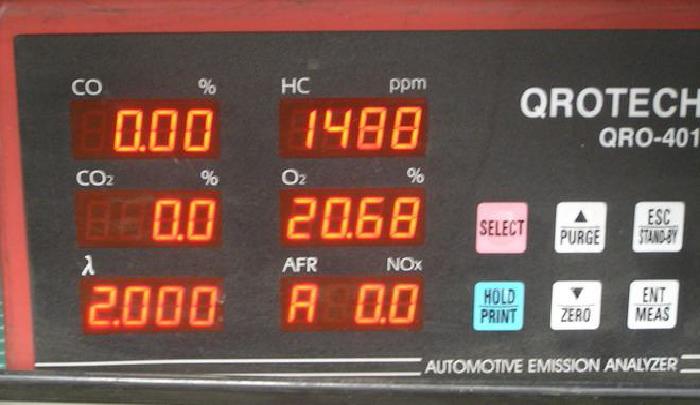 CO % HC ppm
0.00 1488
QROTECH
QRO-401
CO₂ % O₂ %
0.0 20.68
λ AFR NOx
2.000 A 0.0
SELECT ▲ PURGE ESC STAND-BY
HOLD PRINT ▼ ZERO ENT MEAS
AUTOMOTIVE EMISSION ANALYZER